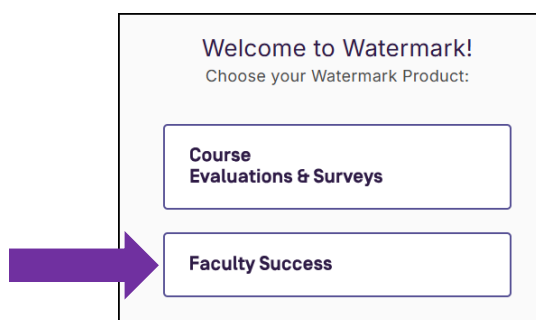 Welcome to Watermark!
Choose your Watermark Product:
Course
Evaluations & Surveys
Faculty Success